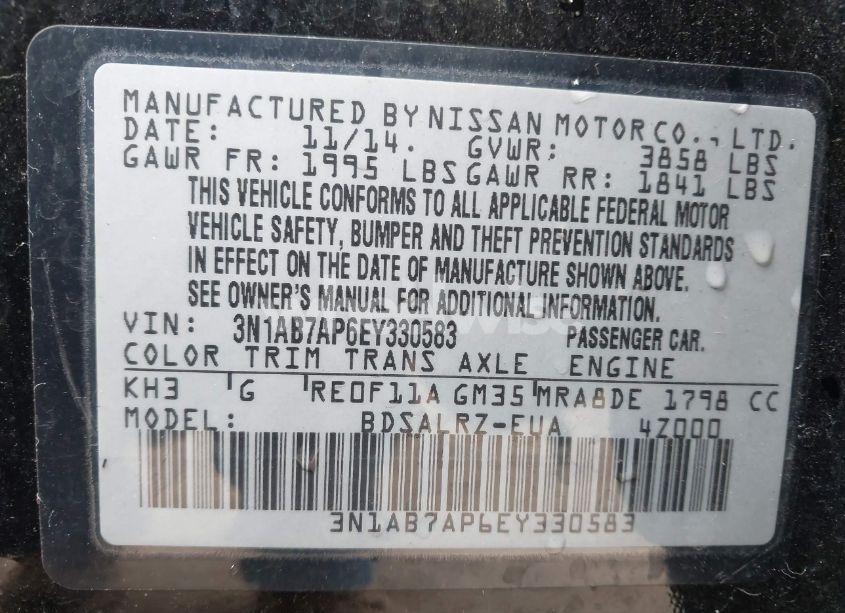 MANUFACTURED BY NISSAN MOTOR CO., LTD.
DATE: 11/14. GVWR: 3858 LBS
GAWR FR: 1995 LBS GAWR RR: 1841 LBS
THIS VEHICLE CONFORMS TO ALL APPLICABLE FEDERAL MOTOR
VEHICLE SAFETY, BUMPER AND THEFT PREVENTION STANDARDS
IN EFFECT ON THE DATE OF MANUFACTURE SHOWN ABOVE.
SEE OWNER'S MANUAL FOR ADDITIONAL INFORMATION.
VIN: 3N1AB7AP6EY330583 PASSENGER CAR.
COLOR TRIM TRANS AXLE ENGINE
KH3 G RE0F11A GM35 MRA8DE 1798 CC
MODEL: BDSALRZ-EUA 4Z000
3N1AB7AP6EY330583